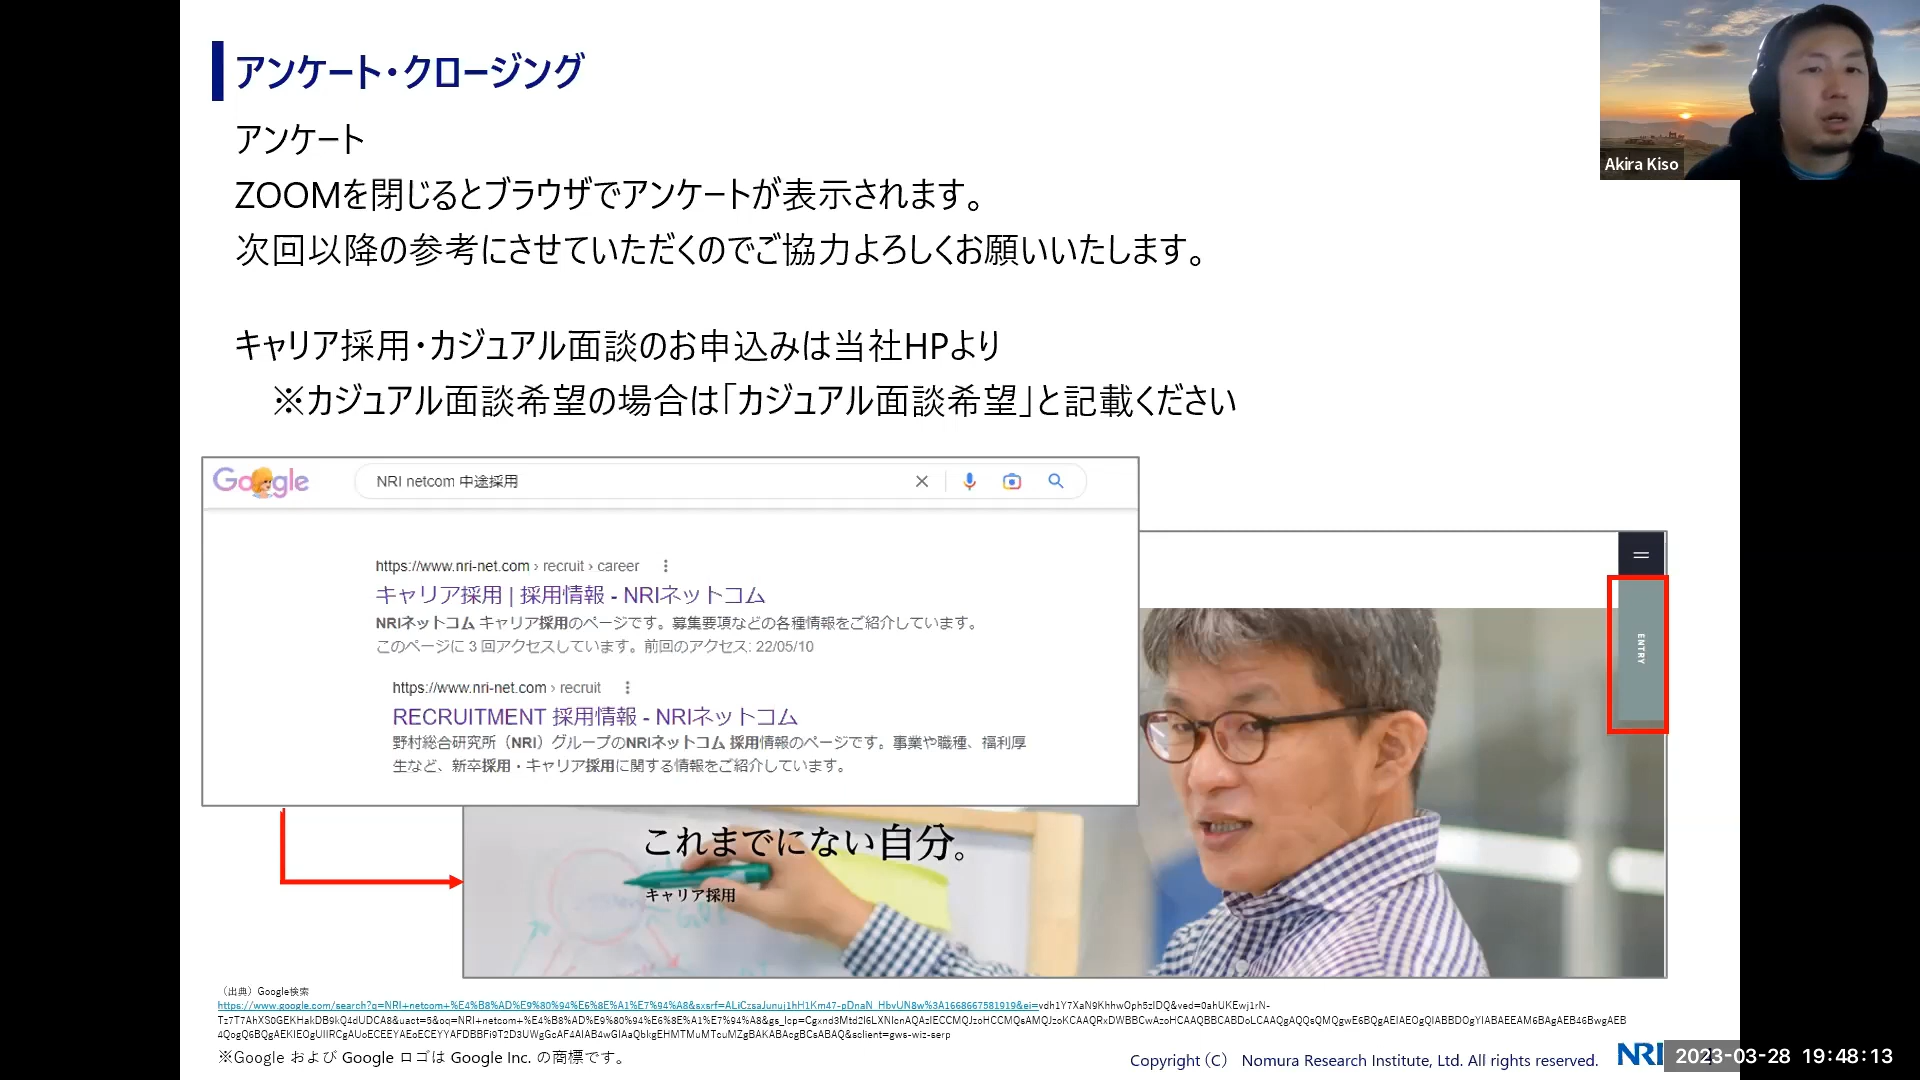 アンケート・クロージング
アンケート
ZOOMを閉じるとブラウザでアンケートが表示されます。
次回以降の参考にさせていただくのでご協力よろしくお願いいたします。
キャリア採用・カジュアル面談のお申込みは当社HPより
※カジュアル面談希望の場合は「カジュアル面談希望」と記載ください
Akira Kiso
Google
NRI netcom 中途採用
https://www.nri-net.com › recruit › career
キャリア採用 | 採用情報 - NRIネットコム
NRIネットコム キャリア採用のページです。募集要項などの各種情報をご紹介しています。
このページに 3 回アクセスしています。前回のアクセス: 22/05/10
https://www.nri-net.com › recruit
RECRUITMENT 採用情報 - NRIネットコム
野村総合研究所（NRI）グループのNRIネットコム 採用情報のページです。事業や職種、福利厚
生など、新卒採用・キャリア採用に関する情報をご紹介しています。
ENTRY
これまでにない自分。
キャリア採用
（出典）Google検索
※Google および Google ロゴは Google Inc. の商標です。
Copyright（C） Nomura Research Institute, Ltd. All rights reserved.
NRI
2023-03-28 19:48:13